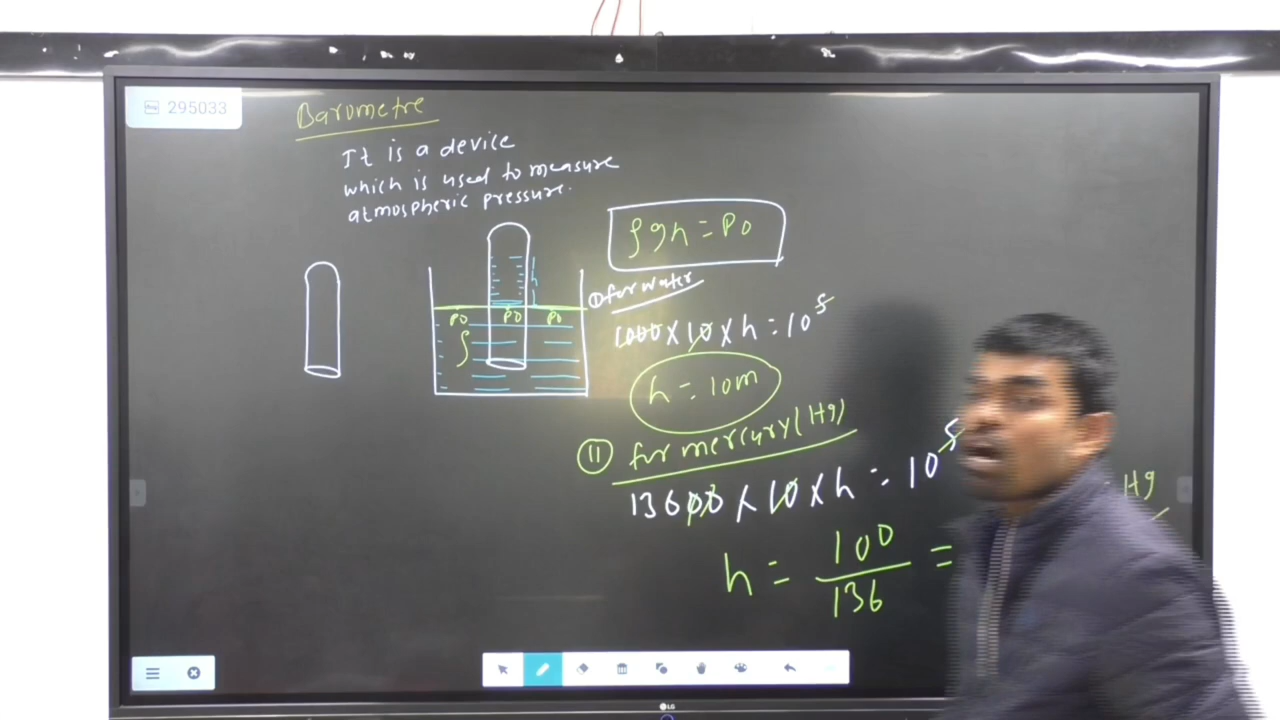 295033
Barometre
It is a device
which is used to measure
atmospheric pressure.
ρgh = P0
h
① for water
P0 P0 P0
ρ
1000 × 10 × h = 10^5
h = 10m
⑪ for mercury (Hg)
13600 × 10 × h = 10^5
Hg
h = 100/136 =
LG